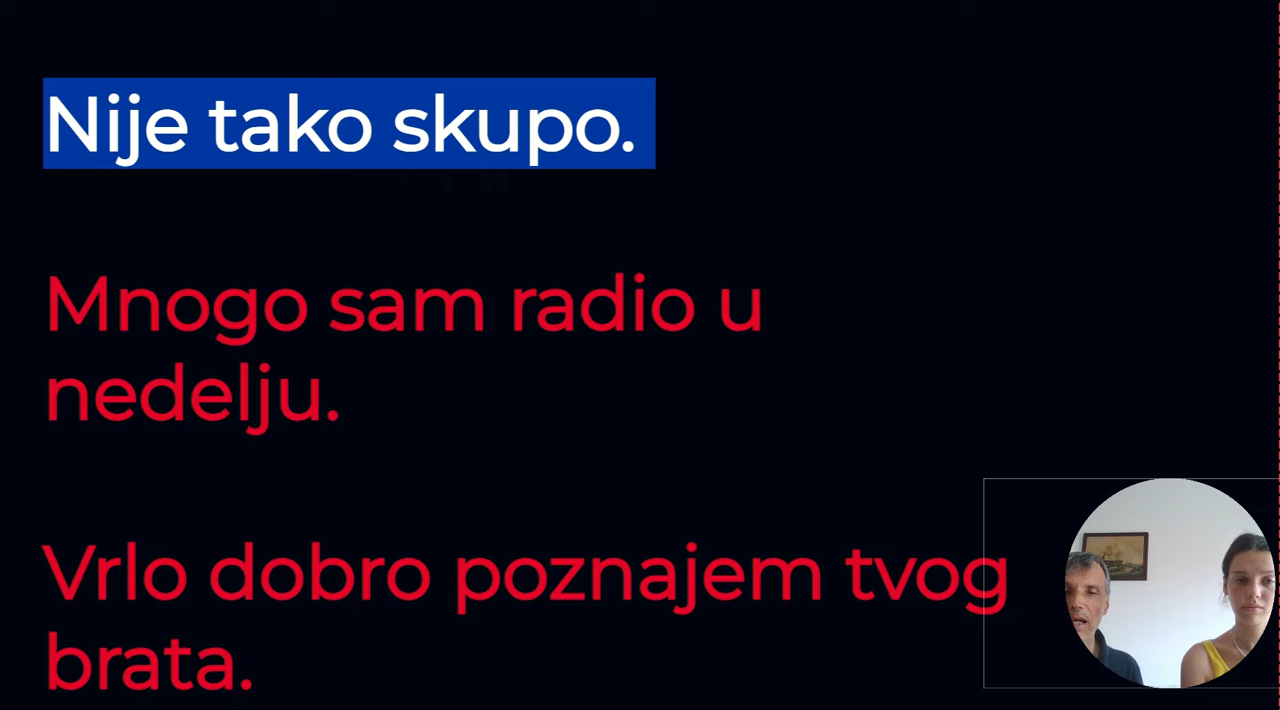 Nije tako skupo.
Mnogo sam radio u
nedelju.
Vrlo dobro poznajem tvog
brata.